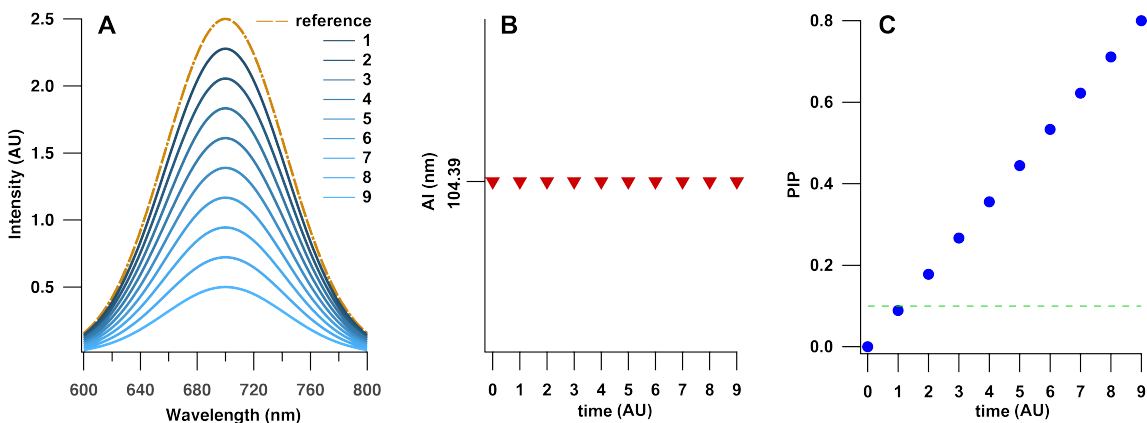 A
2.5
2.0
1.5
1.0
0.5
Intensity (AU)
600 640 680 720 760 800
Wavelength (nm)
reference
1
2
3
4
5
6
7
8
9
B
AI (nm)
104.39
0 1 2 3 4 5 6 7 8 9
time (AU)
C
0.8
0.6
0.4
0.2
0.0
PIP
0 1 2 3 4 5 6 7 8 9
time (AU)